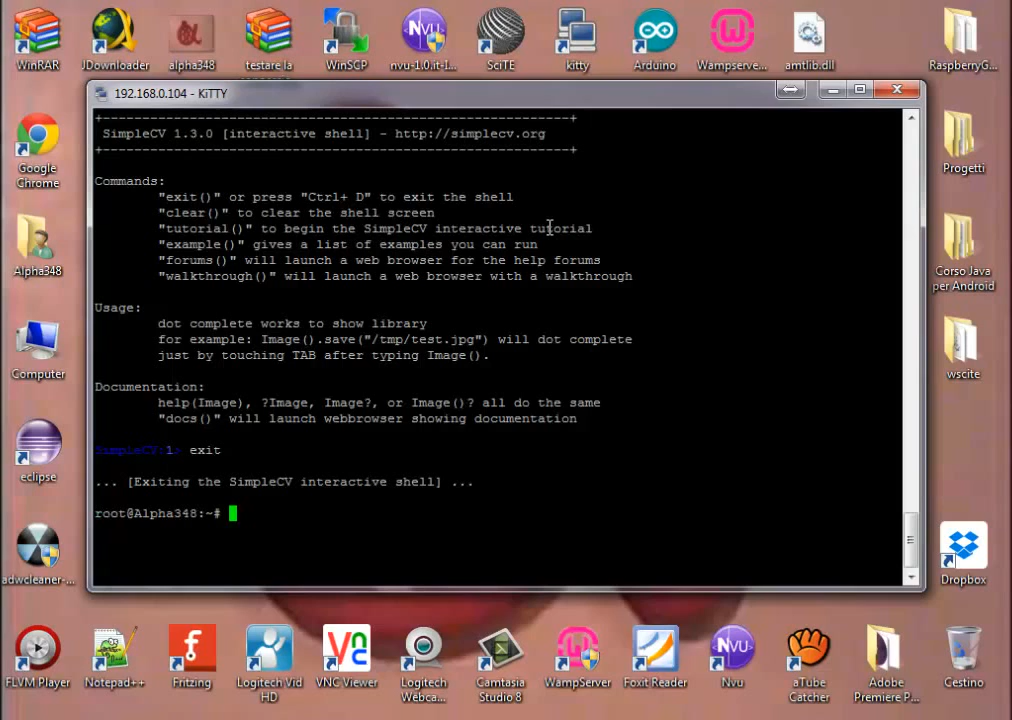 WinRAR
JDownloader
alpha348
testare la
WinSCP
nvu-1.0.it-I...
SciTE
kitty
Arduino
Wampserve...
amtlib.dll
RaspberryG...
192.168.0.104 - KiTTY
+---------------------------------------------------------+
SimpleCV 1.3.0 [interactive shell] - http://simplecv.org
+---------------------------------------------------------+
Commands:
"exit()" or press "Ctrl+ D" to exit the shell
"clear()" to clear the shell screen
"tutorial()" to begin the SimpleCV interactive tutorial
"example()" gives a list of examples you can run
"forums()" will launch a web browser for the help forums
"walkthrough()" will launch a web browser with a walkthrough
Usage:
dot complete works to show library
for example: Image().save("/tmp/test.jpg") will dot complete
just by touching TAB after typing Image().
Documentation:
help(Image), ?Image, Image?, or Image()? all do the same
"docs()" will launch webbrowser showing documentation
SimpleCV:1> exit
... [Exiting the SimpleCV interactive shell] ...
root@Alpha348:~#
Google
Chrome
Alpha348
Computer
eclipse
adwcleaner-...
Progetti
Corso Java
per Android
wscite
Dropbox
FLVM Player
Notepad++
Fritzing
Logitech Vid
HD
VNC Viewer
Logitech
Webca...
Camtasia
Studio 8
WampServer
Foxit Reader
Nvu
aTube
Catcher
Adobe
Premiere P...
Cestino